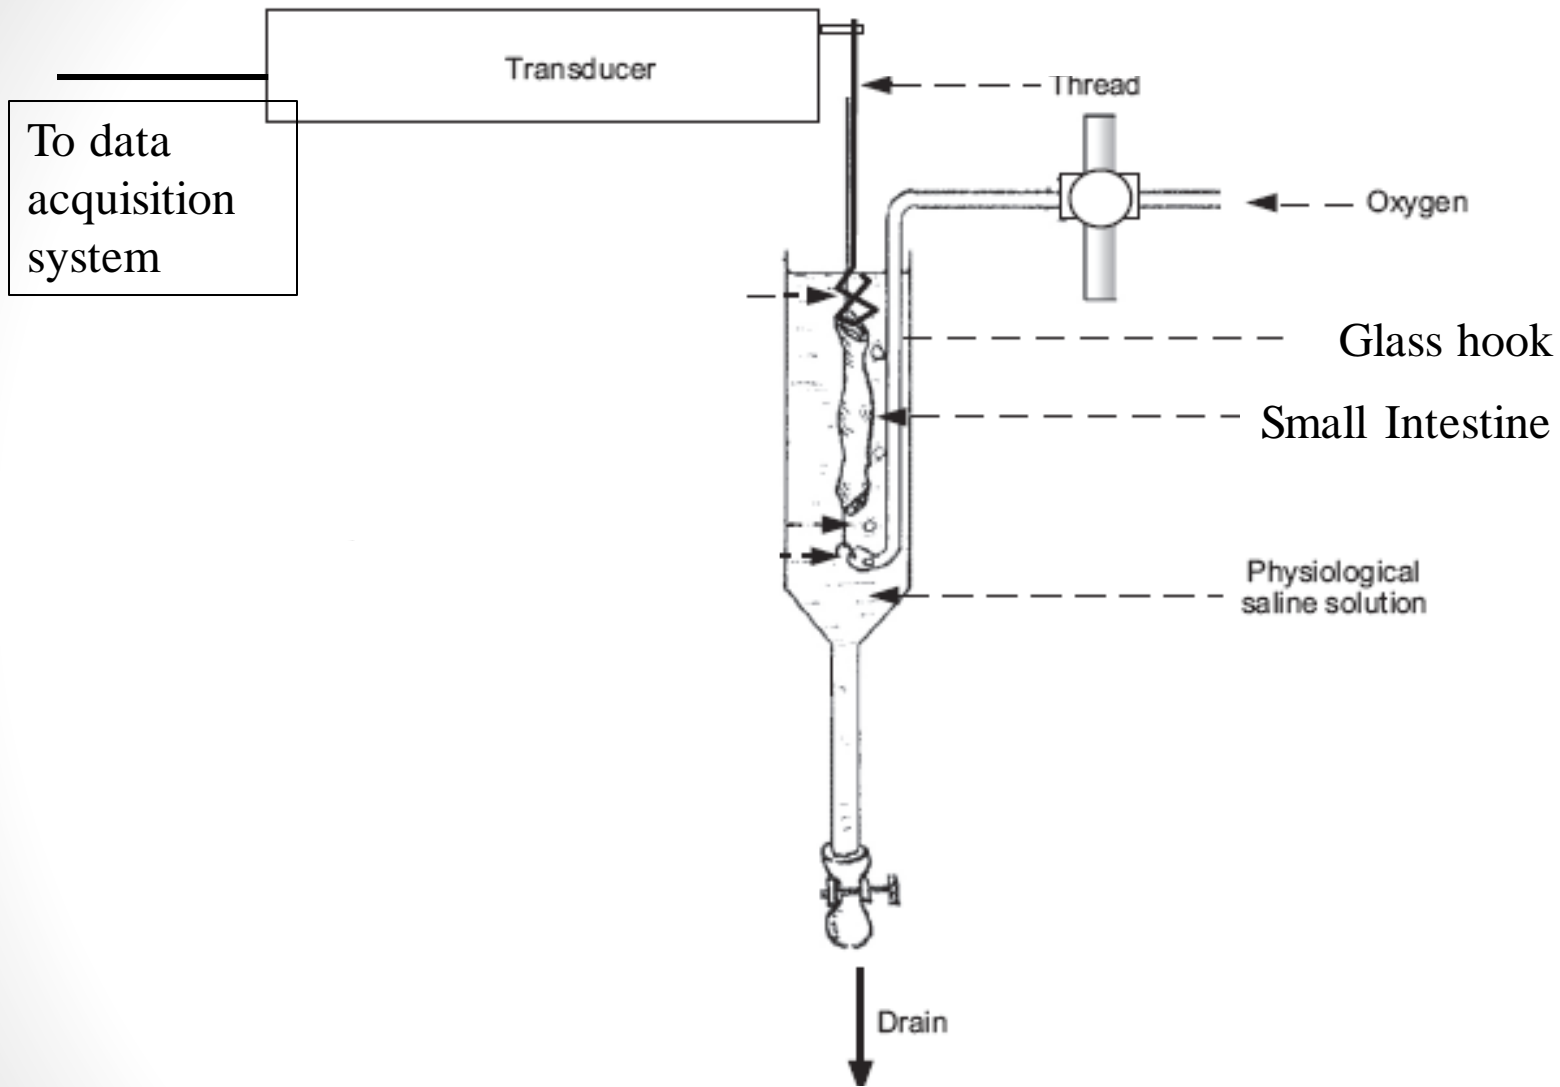 Transducer
Thread
To data
acquisition
system
Oxygen
Glass hook
Small Intestine
Physiological
saline solution
Drain